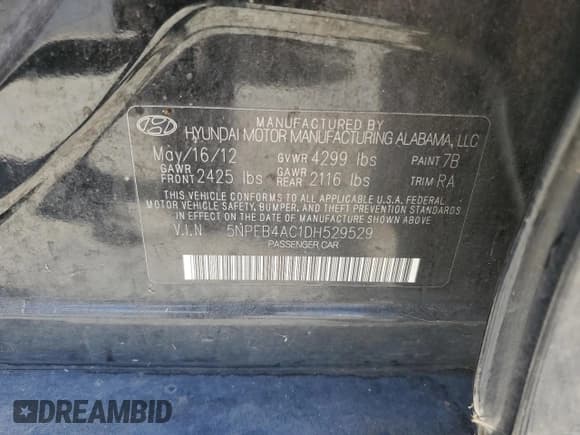 MANUFACTURED BY
HYUNDAI MOTOR MANUFACTURING ALABAMA, LLC
May/16/12 GVWR 4299 lbs PAINT 7B
GAWR FRONT 2425 lbs GAWR REAR 2116 lbs TRIM RA
THIS VEHICLE CONFORMS TO ALL APPLICABLE U.S.A. FEDERAL
MOTOR VEHICLE SAFETY, BUMPER, AND THEFT PREVENTION STANDARDS
IN EFFECT ON THE DATE OF MANUFACTURE SHOWN ABOVE
V.I.N 5NPEB4AC1DH529529
PASSENGER CAR
DREAMBID